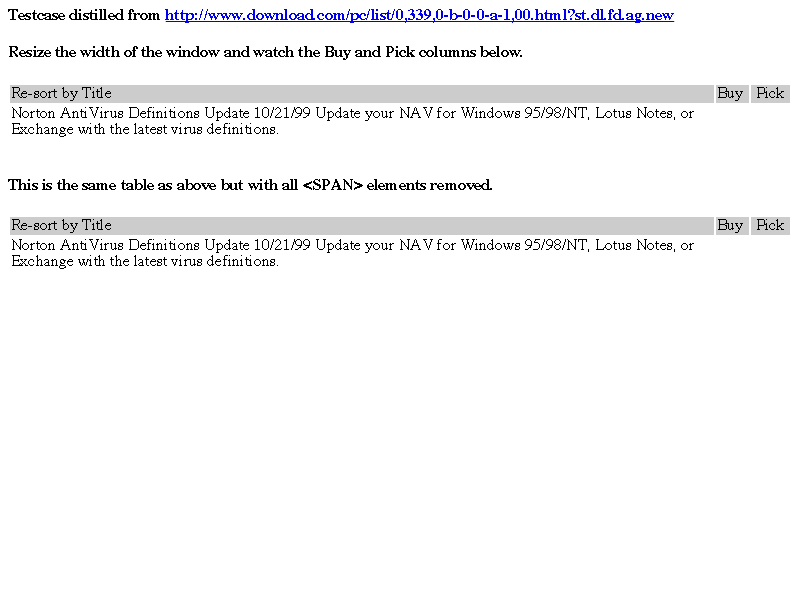 Testcase distilled from http://www.download.com/pc/list/0,339,0-b-0-0-a-1,00.html?st.dl.fd.ag.new
Resize the width of the window and watch the Buy and Pick columns below.
Re-sort by Title Buy Pick
Norton AntiVirus Definitions Update 10/21/99 Update your NAV for Windows 95/98/NT, Lotus Notes, or
Exchange with the latest virus definitions.
This is the same table as above but with all <SPAN> elements removed.
Re-sort by Title Buy Pick
Norton AntiVirus Definitions Update 10/21/99 Update your NAV for Windows 95/98/NT, Lotus Notes, or
Exchange with the latest virus definitions.